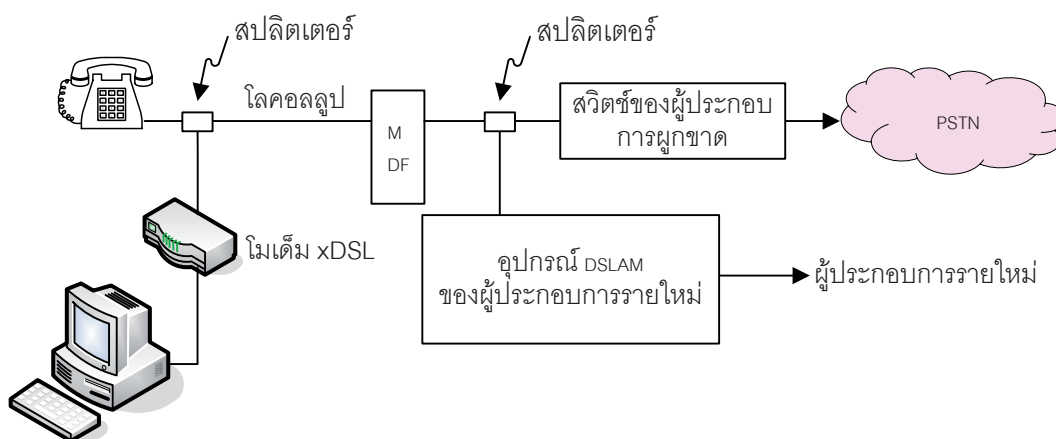 สปลิตเตอร์
สปลิตเตอร์
โลคอลลูป
M
DF
สวิตช์ของผู้ประกอบ
การผูกขาด
PSTN
โมเด็ม xDSL
อุปกรณ์ DSLAM
ของผู้ประกอบการรายใหม่
ผู้ประกอบการรายใหม่